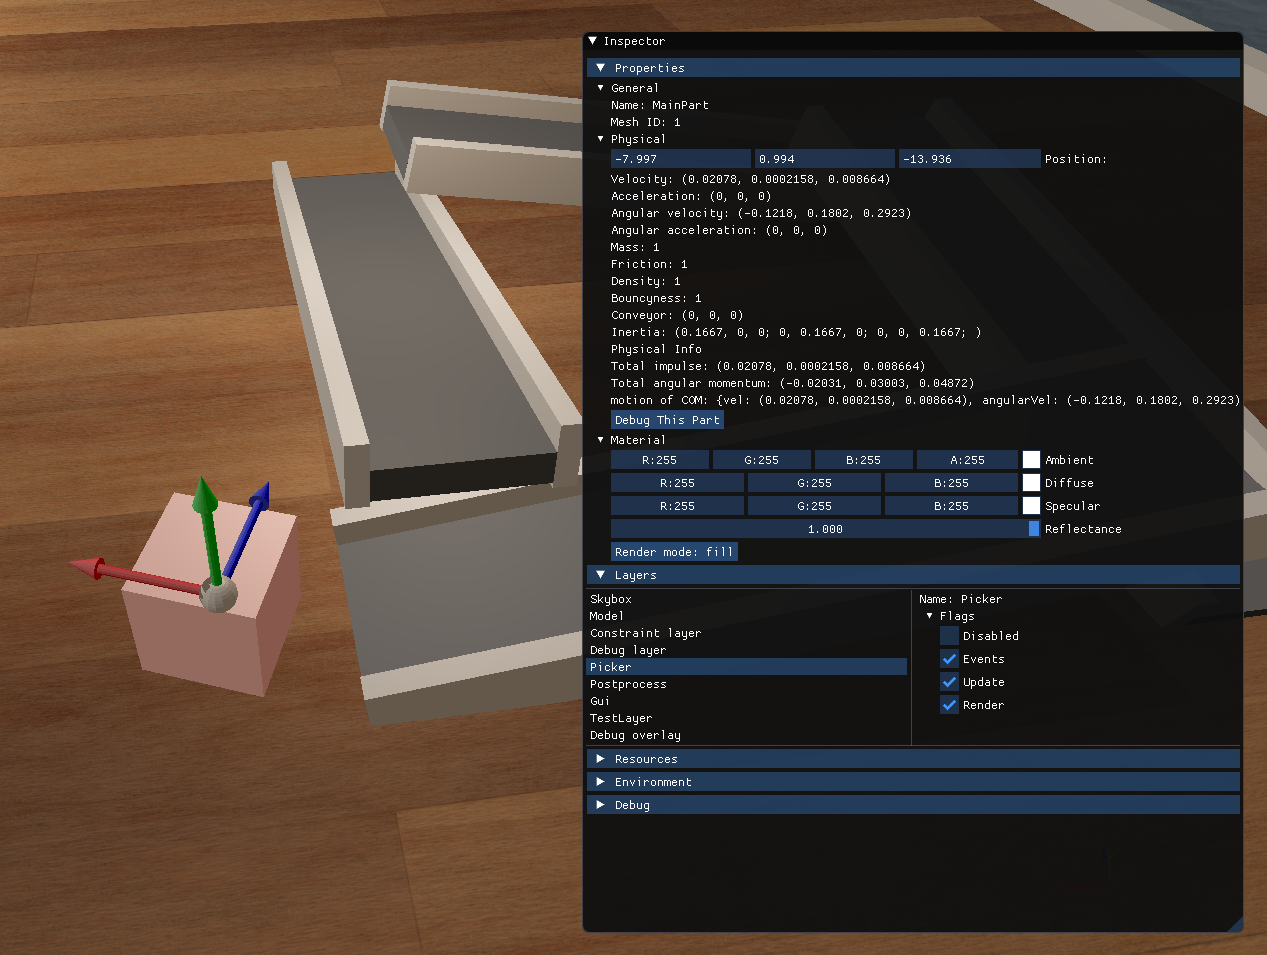 Inspector
Properties
General
Name: MainPart
Mesh ID: 1
Physical
-7.997 0.994 -13.936 Position:
Velocity: (0.02078, 0.0002158, 0.008664)
Acceleration: (0, 0, 0)
Angular velocity: (-0.1218, 0.1802, 0.2923)
Angular acceleration: (0, 0, 0)
Mass: 1
Friction: 1
Density: 1
Bouncyness: 1
Conveyor: (0, 0, 0)
Inertia: (0.1667, 0, 0; 0, 0.1667, 0; 0, 0, 0.1667; )
Physical Info
Total impulse: (0.02078, 0.0002158, 0.008664)
Total angular momentum: (-0.02031, 0.03003, 0.04872)
motion of COM: {vel: (0.02078, 0.0002158, 0.008664), angularVel: (-0.1218, 0.1802, 0.2923)
Debug This Part
Material
R:255 G:255 B:255 A:255 Ambient
R:255 G:255 B:255 Diffuse
R:255 G:255 B:255 Specular
1.000 Reflectance
Render mode: fill
Layers
Skybox
Model
Constraint layer
Debug layer
Picker
Postprocess
Gui
TestLayer
Debug overlay
Name: Picker
Flags
Disabled
Events
Update
Render
Resources
Environment
Debug